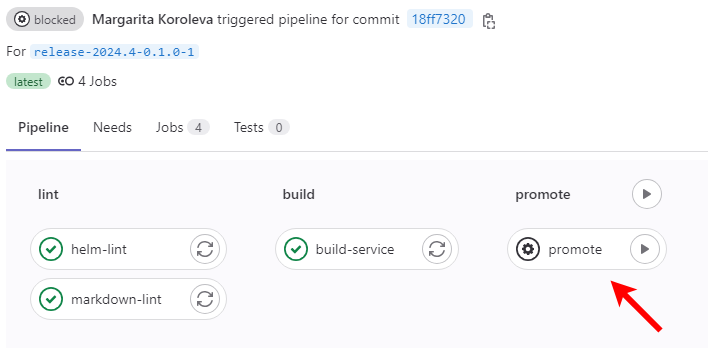 blocked Margarita Koroleva triggered pipeline for commit 18ff7320
For release-2024.4-0.1.0-1
latest 4 Jobs
Pipeline Needs Jobs 4 Tests 0
lint build promote
helm-lint build-service promote
markdown-lint